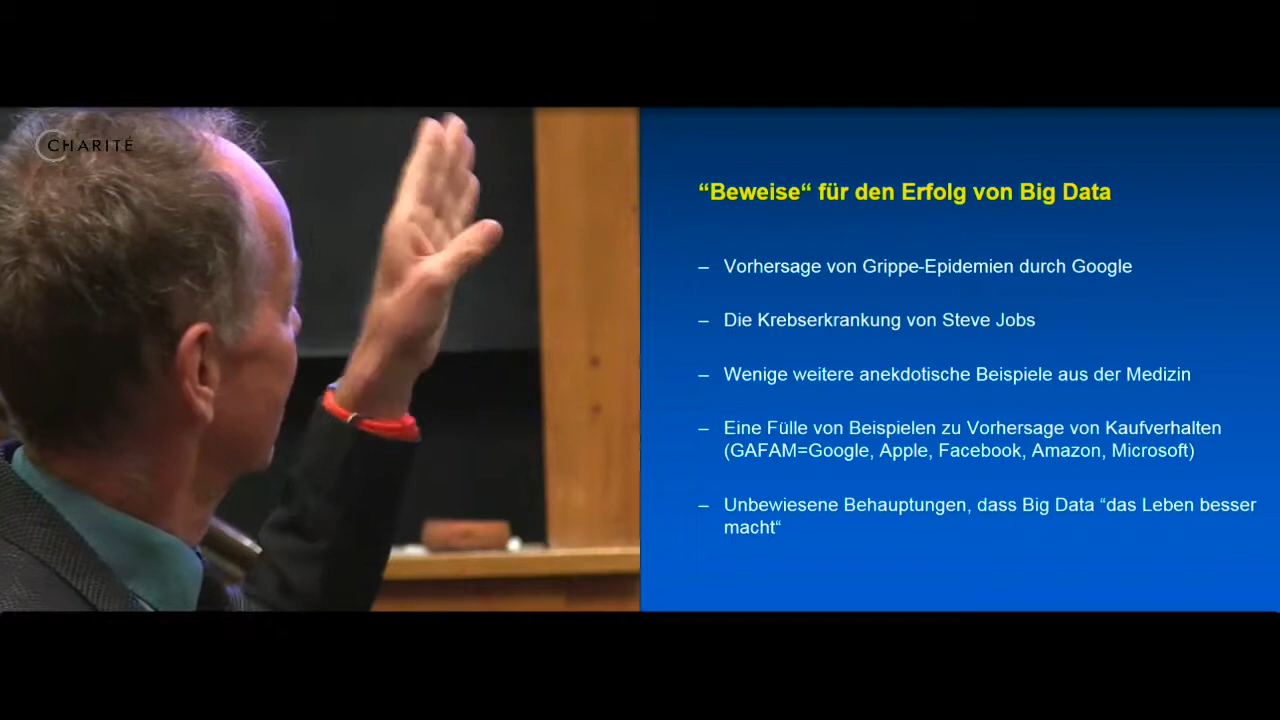 CHARITÉ
“Beweise“ für den Erfolg von Big Data
– Vorhersage von Grippe-Epidemien durch Google
– Die Krebserkrankung von Steve Jobs
– Wenige weitere anekdotische Beispiele aus der Medizin
– Eine Fülle von Beispielen zu Vorhersage von Kaufverhalten
(GAFAM=Google, Apple, Facebook, Amazon, Microsoft)
– Unbewiesene Behauptungen, dass Big Data “das Leben besser
macht“